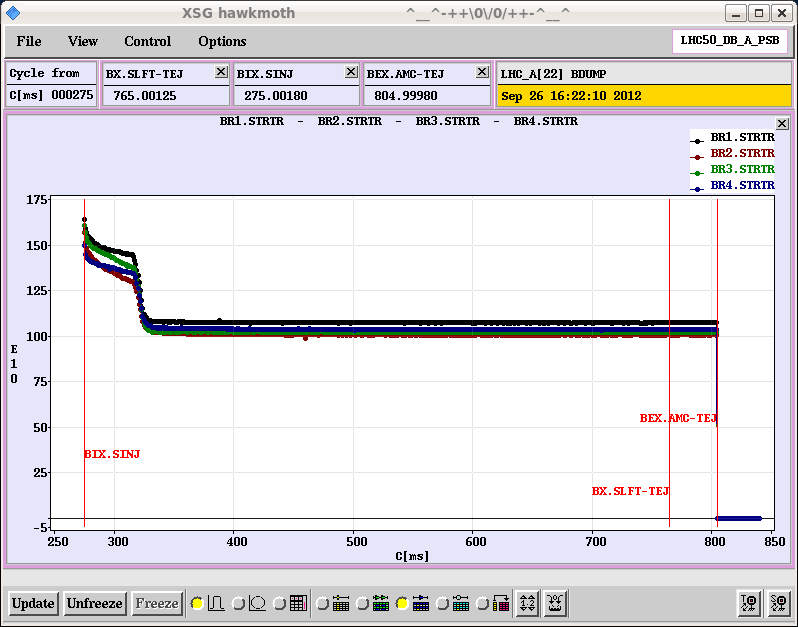 XSG hawkmoth ^__^-++\0\/0/++-^__^
File View Control Options LHC50_DB_A_PSB
Cycle from BX.SLFT-TEJ BIX.SINJ BEX.AMC-TEJ LHC_A[22] BDUMP
C[ms] 000275 765.00125 275.00180 804.99980 Sep 26 16:22:10 2012
BR1.STRTR - BR2.STRTR - BR3.STRTR - BR4.STRTR
BR1.STRTR
BR2.STRTR
BR3.STRTR
BR4.STRTR
175
150
125
100
E10
75
BEX.AMC-TEJ
50
BIX.SINJ
25
BX.SLFT-TEJ
-5
250 300 400 500 600 700 800 850
C[ms]
Update Unfreeze Freeze